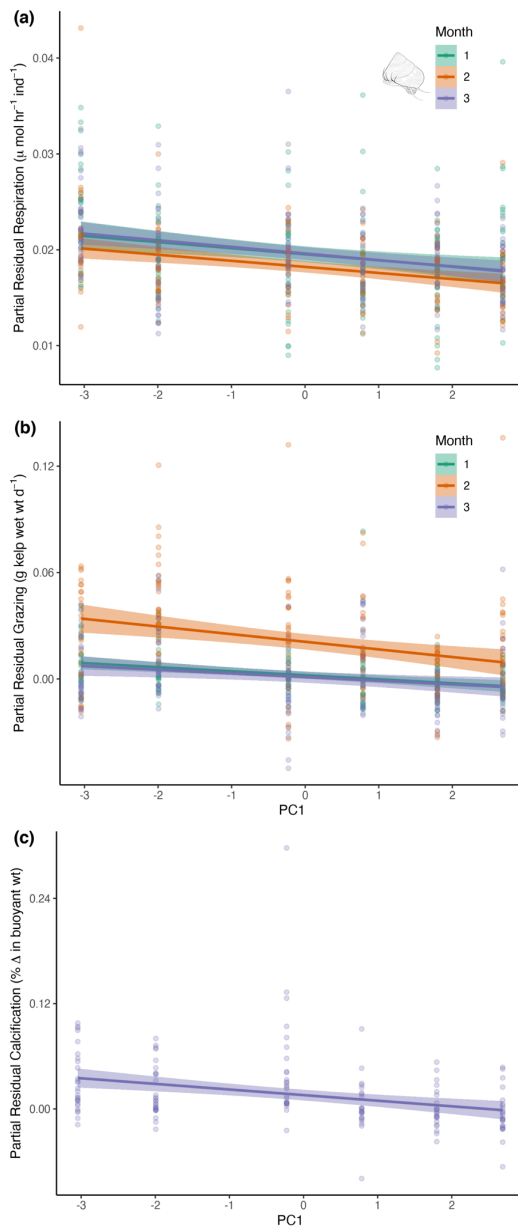 (a)
Month
1
2
3
Partial Residual Respiration (μ mol hr⁻¹ ind⁻¹)
0.04
0.03
0.02
0.01
-3 -2 -1 0 1 2
(b)
Month
1
2
3
Partial Residual Grazing (g kelp wet wt d⁻¹)
0.12
0.06
0.00
-3 -2 -1 0 1 2
PC1
(c)
Partial Residual Calcification (% Δ in buoyant wt)
0.24
0.12
0.00
-3 -2 -1 0 1 2
PC1